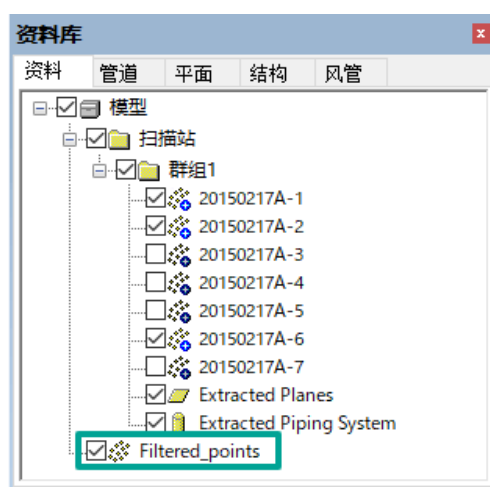 资料库
资料 管道 平面 结构 风管
模型
扫描站
群组1
20150217A-1
20150217A-2
20150217A-3
20150217A-4
20150217A-5
20150217A-6
20150217A-7
Extracted Planes
Extracted Piping System
Filtered_points